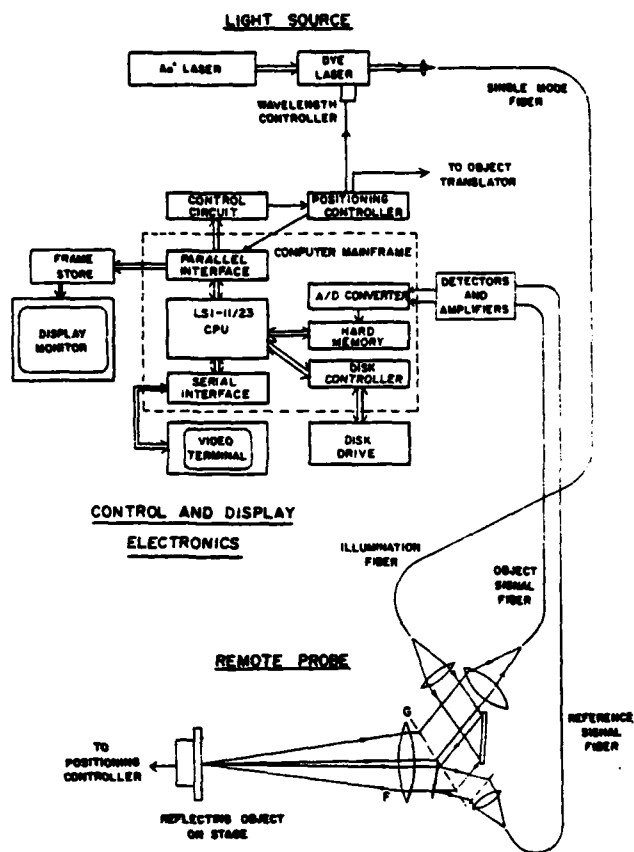 LIGHT SOURCE
DYE
LASER
WAVELENGTH
CONTROLLER
SINGLE MODE
FIBER
TO OBJECT
TRANSLATOR
CONTROL
CIRCUIT
POSITIONING
CONTROLLER
COMPUTER MAINFRAME
FRAME
STORE
PARALLEL
INTERFACE
A/D CONVERTER
DETECTORS
AND
AMPLIFIERS
DISPLAY
MONITOR
LSI-11/23
CPU
HARD
MEMORY
DISK
CONTROLLER
SERIAL
INTERFACE
VIDEO
TERMINAL
DISK
DRIVE
CONTROL AND DISPLAY
ELECTRONICS
ILLUMINATION
FIBER
OBJECT
SIGNAL
FIBER
REMOTE PROBE
G
F
REFERENCE
SIGNAL
FIBER
TO
POSITIONING
CONTROLLER
REFLECTING OBJECT
ON STAGE